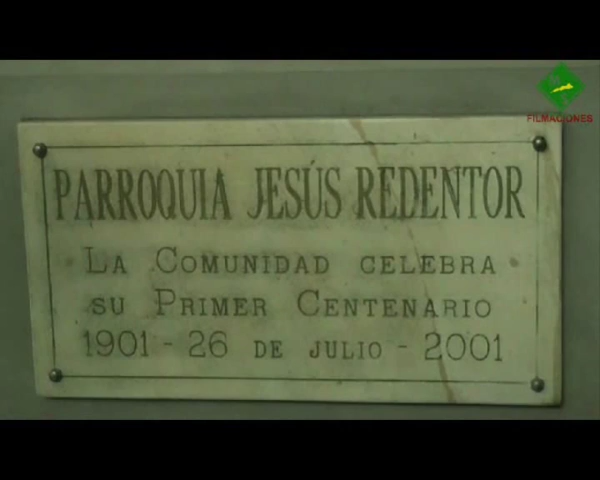 FILMACIONES
PARROQUIA JESÚS REDENTOR
LA COMUNIDAD CELEBRA
SU PRIMER CENTENARIO
1901 - 26 DE JULIO - 2001